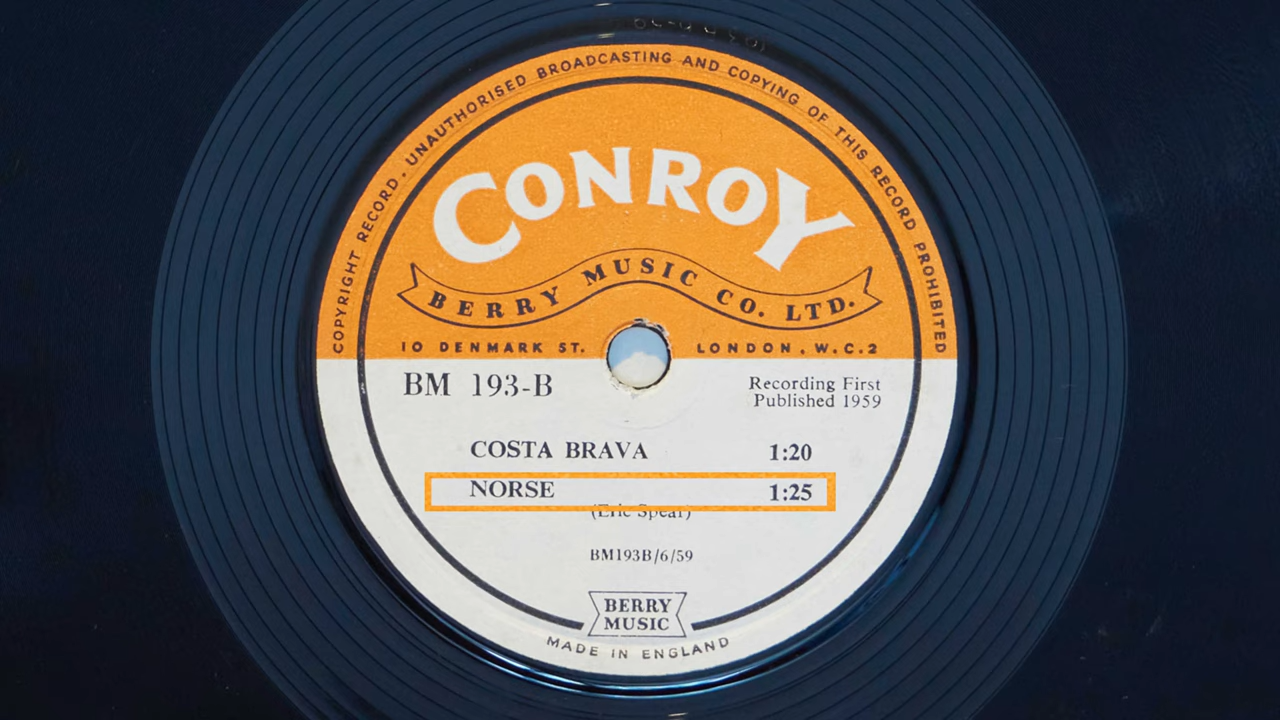 COPYRIGHT RECORD. UNAUTHORISED BROADCASTING AND COPYING OF THIS RECORD PROHIBITED
CONROY
BERRY MUSIC CO. LTD.
10 DENMARK ST. LONDON, W.C.2
BM 193-B
Recording First
Published 1959
COSTA BRAVA 1:20
NORSE 1:25
(Eric Spear)
BM193B/6/59
BERRY
MUSIC
MADE IN ENGLAND